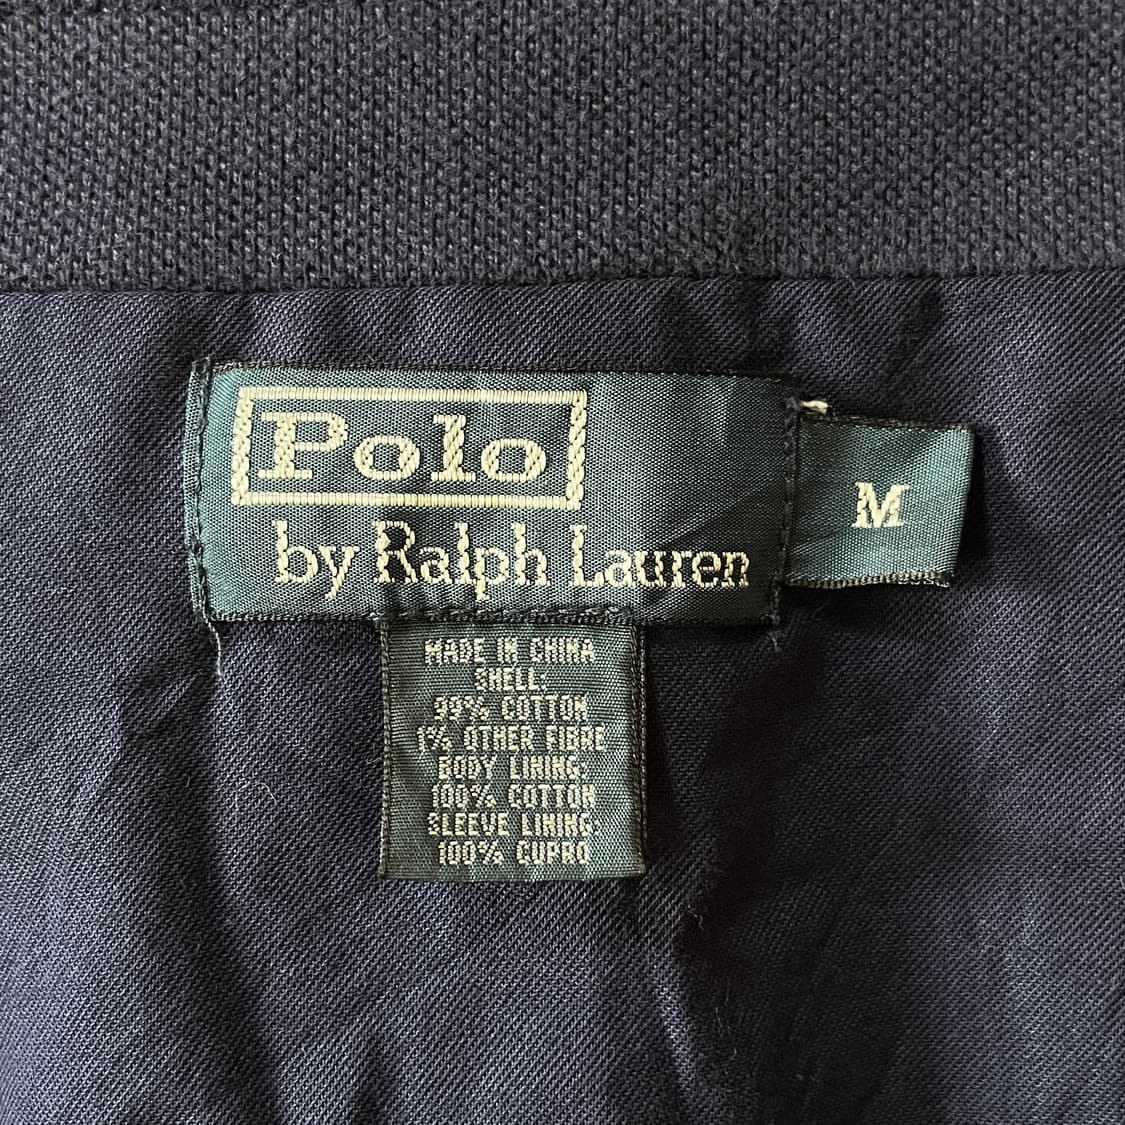 Polo
by Ralph Lauren
M
MADE IN CHINA
SHELL:
99% COTTON
1% OTHER FIBRE
BODY LINING:
100% COTTON
SLEEVE LINING
100% CUPRO